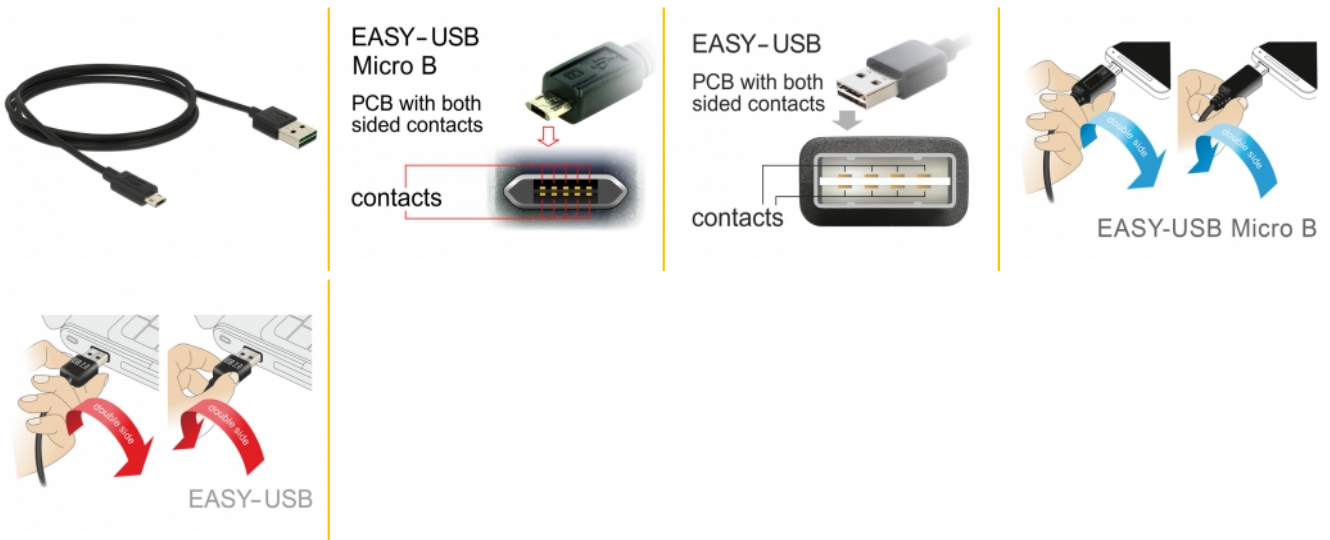 EASY-USB
Micro B
PCB with both
sided contacts
contacts
EASY-USB
PCB with both
sided contacts
contacts
double side
double side
EASY-USB Micro B
double side
double side
EASY-USB